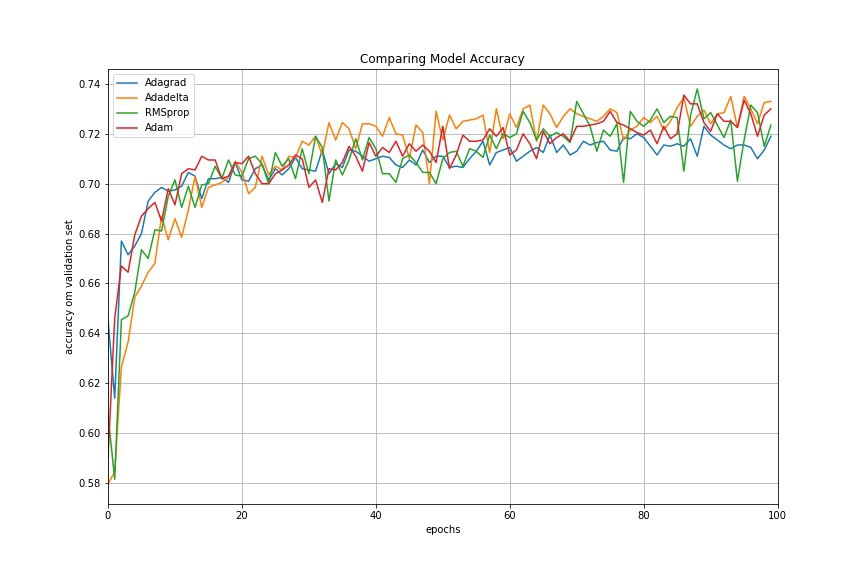 Comparing Model Accuracy
Adagrad
Adadelta
RMSprop
Adam
accuracy om validation set
0.74
0.72
0.70
0.68
0.66
0.64
0.62
0.60
0.58
0
20
40
60
80
100
epochs